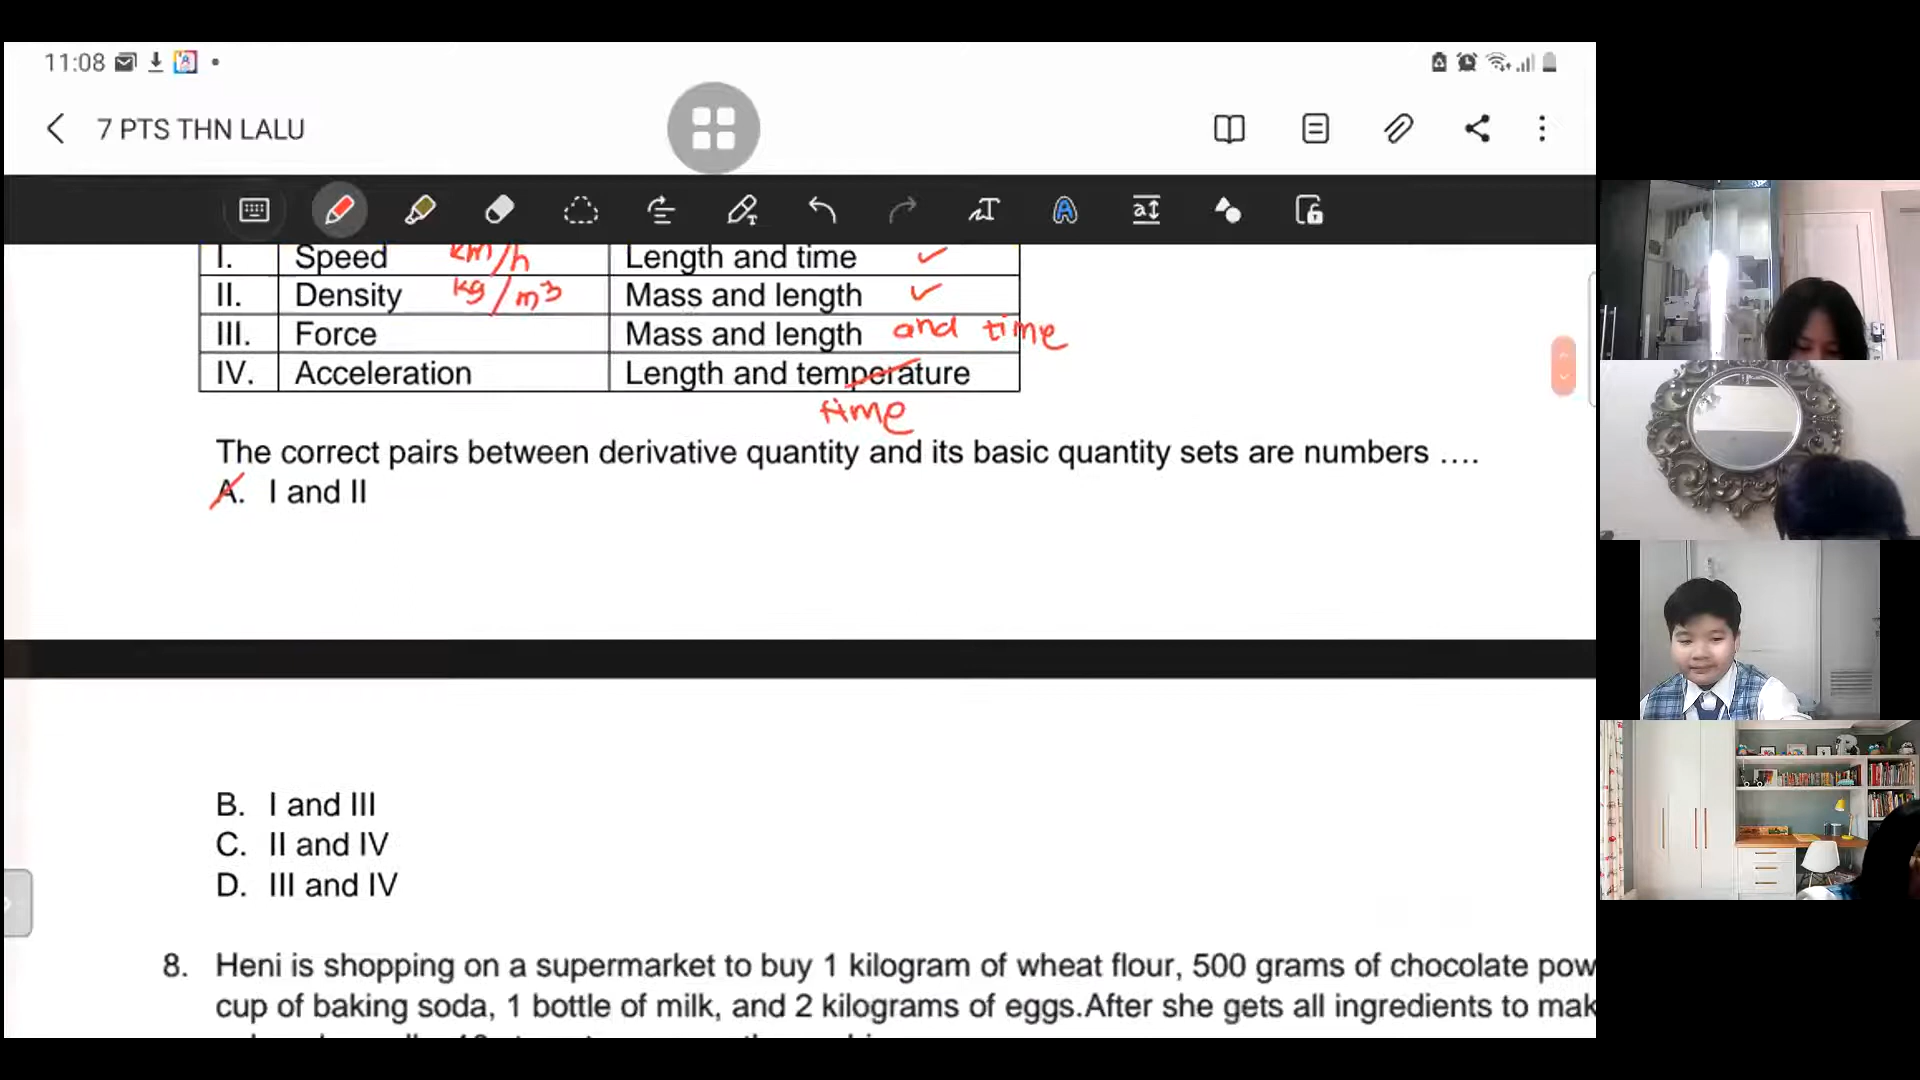 11:08
7 PTS THN LALU
I. Speed km/h Length and time
II. Density kg/m3 Mass and length
III. Force Mass and length and time
IV. Acceleration Length and temperature
time
The correct pairs between derivative quantity and its basic quantity sets are numbers ....
A. I and II
B. I and III
C. II and IV
D. III and IV
8. Heni is shopping on a supermarket to buy 1 kilogram of wheat flour, 500 grams of chocolate pow
cup of baking soda, 1 bottle of milk, and 2 kilograms of eggs.After she gets all ingredients to mak